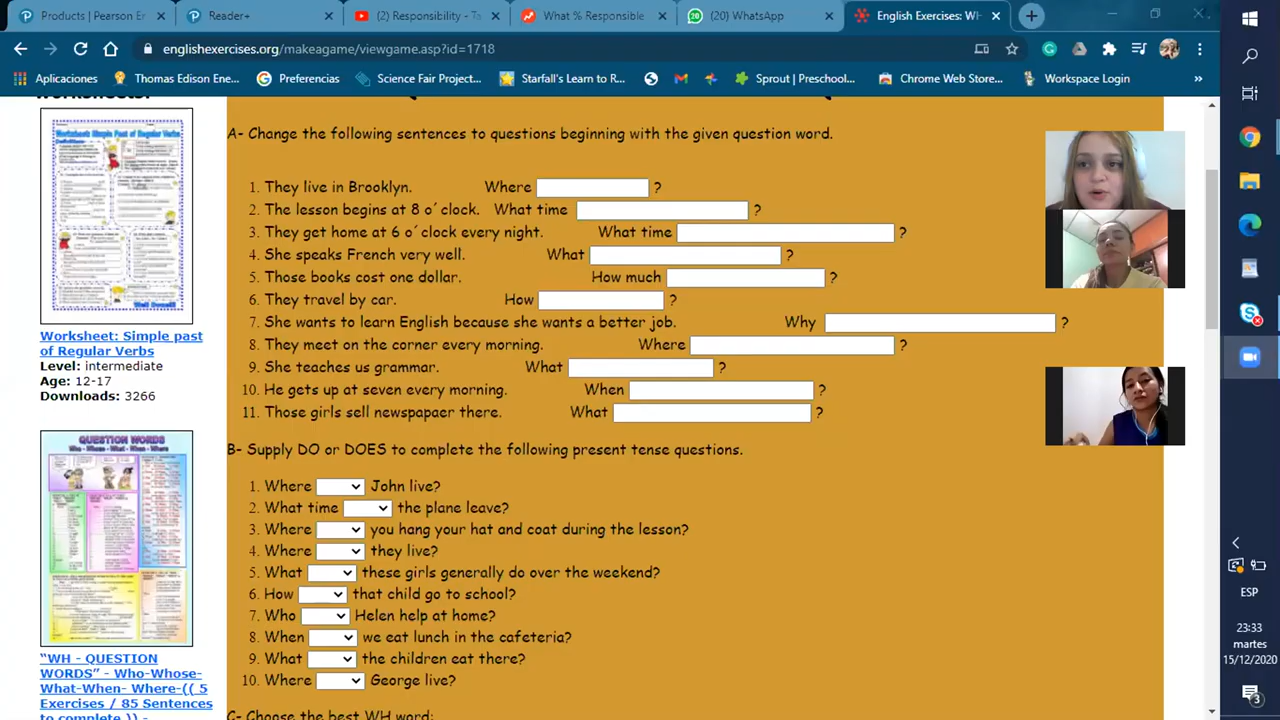 Products | Pearson Er
Reader+
(2) Responsibility - Ta
What % Responsible
(20) WhatsApp
English Exercises: WH
englishexercises.org/makeagame/viewgame.asp?id=1718
Aplicaciones
Thomas Edison Ene...
Preferencias
Science Fair Project...
Starfall's Learn to R...
Sprout | Preschool...
Chrome Web Store...
Workspace Login
»
A- Change the following sentences to questions beginning with the given question word.
1. They live in Brooklyn. Where ?
2. The lesson begins at 8 o´ clock. What time ?
3. They get home at 6 o´ clock every night. What time ?
4. She speaks French very well. What ?
5. Those books cost one dollar. How much ?
6. They travel by car. How ?
7. She wants to learn English because she wants a better job. Why ?
8. They meet on the corner every morning. Where ?
9. She teaches us grammar. What ?
10. He gets up at seven every morning. When ?
11. Those girls sell newspaper there. What ?
B- Supply DO or DOES to complete the following present tense questions.
1. Where John live?
2. What time the plane leave?
3. Where you hang your hat and coat during the lesson?
4. Where they live?
5. What these girls generally do over the weekend?
6. How that child go to school?
7. Who Helen help at home?
8. When we eat lunch in the cafeteria?
9. What the children eat there?
10. Where George live?
C- Choose the best WH word:
Worksheet: Simple past
of Regular Verbs
Level: intermediate
Age: 12-17
Downloads: 3266
QUESTION WORDS
Who - Whose - What - When - Where
"WH - QUESTION
WORDS" - Who-Whose-
What-When- Where-(( 5
Exercises / 85 Sentences
to complete )) -
ESP
23:33
martes
15/12/2020
3